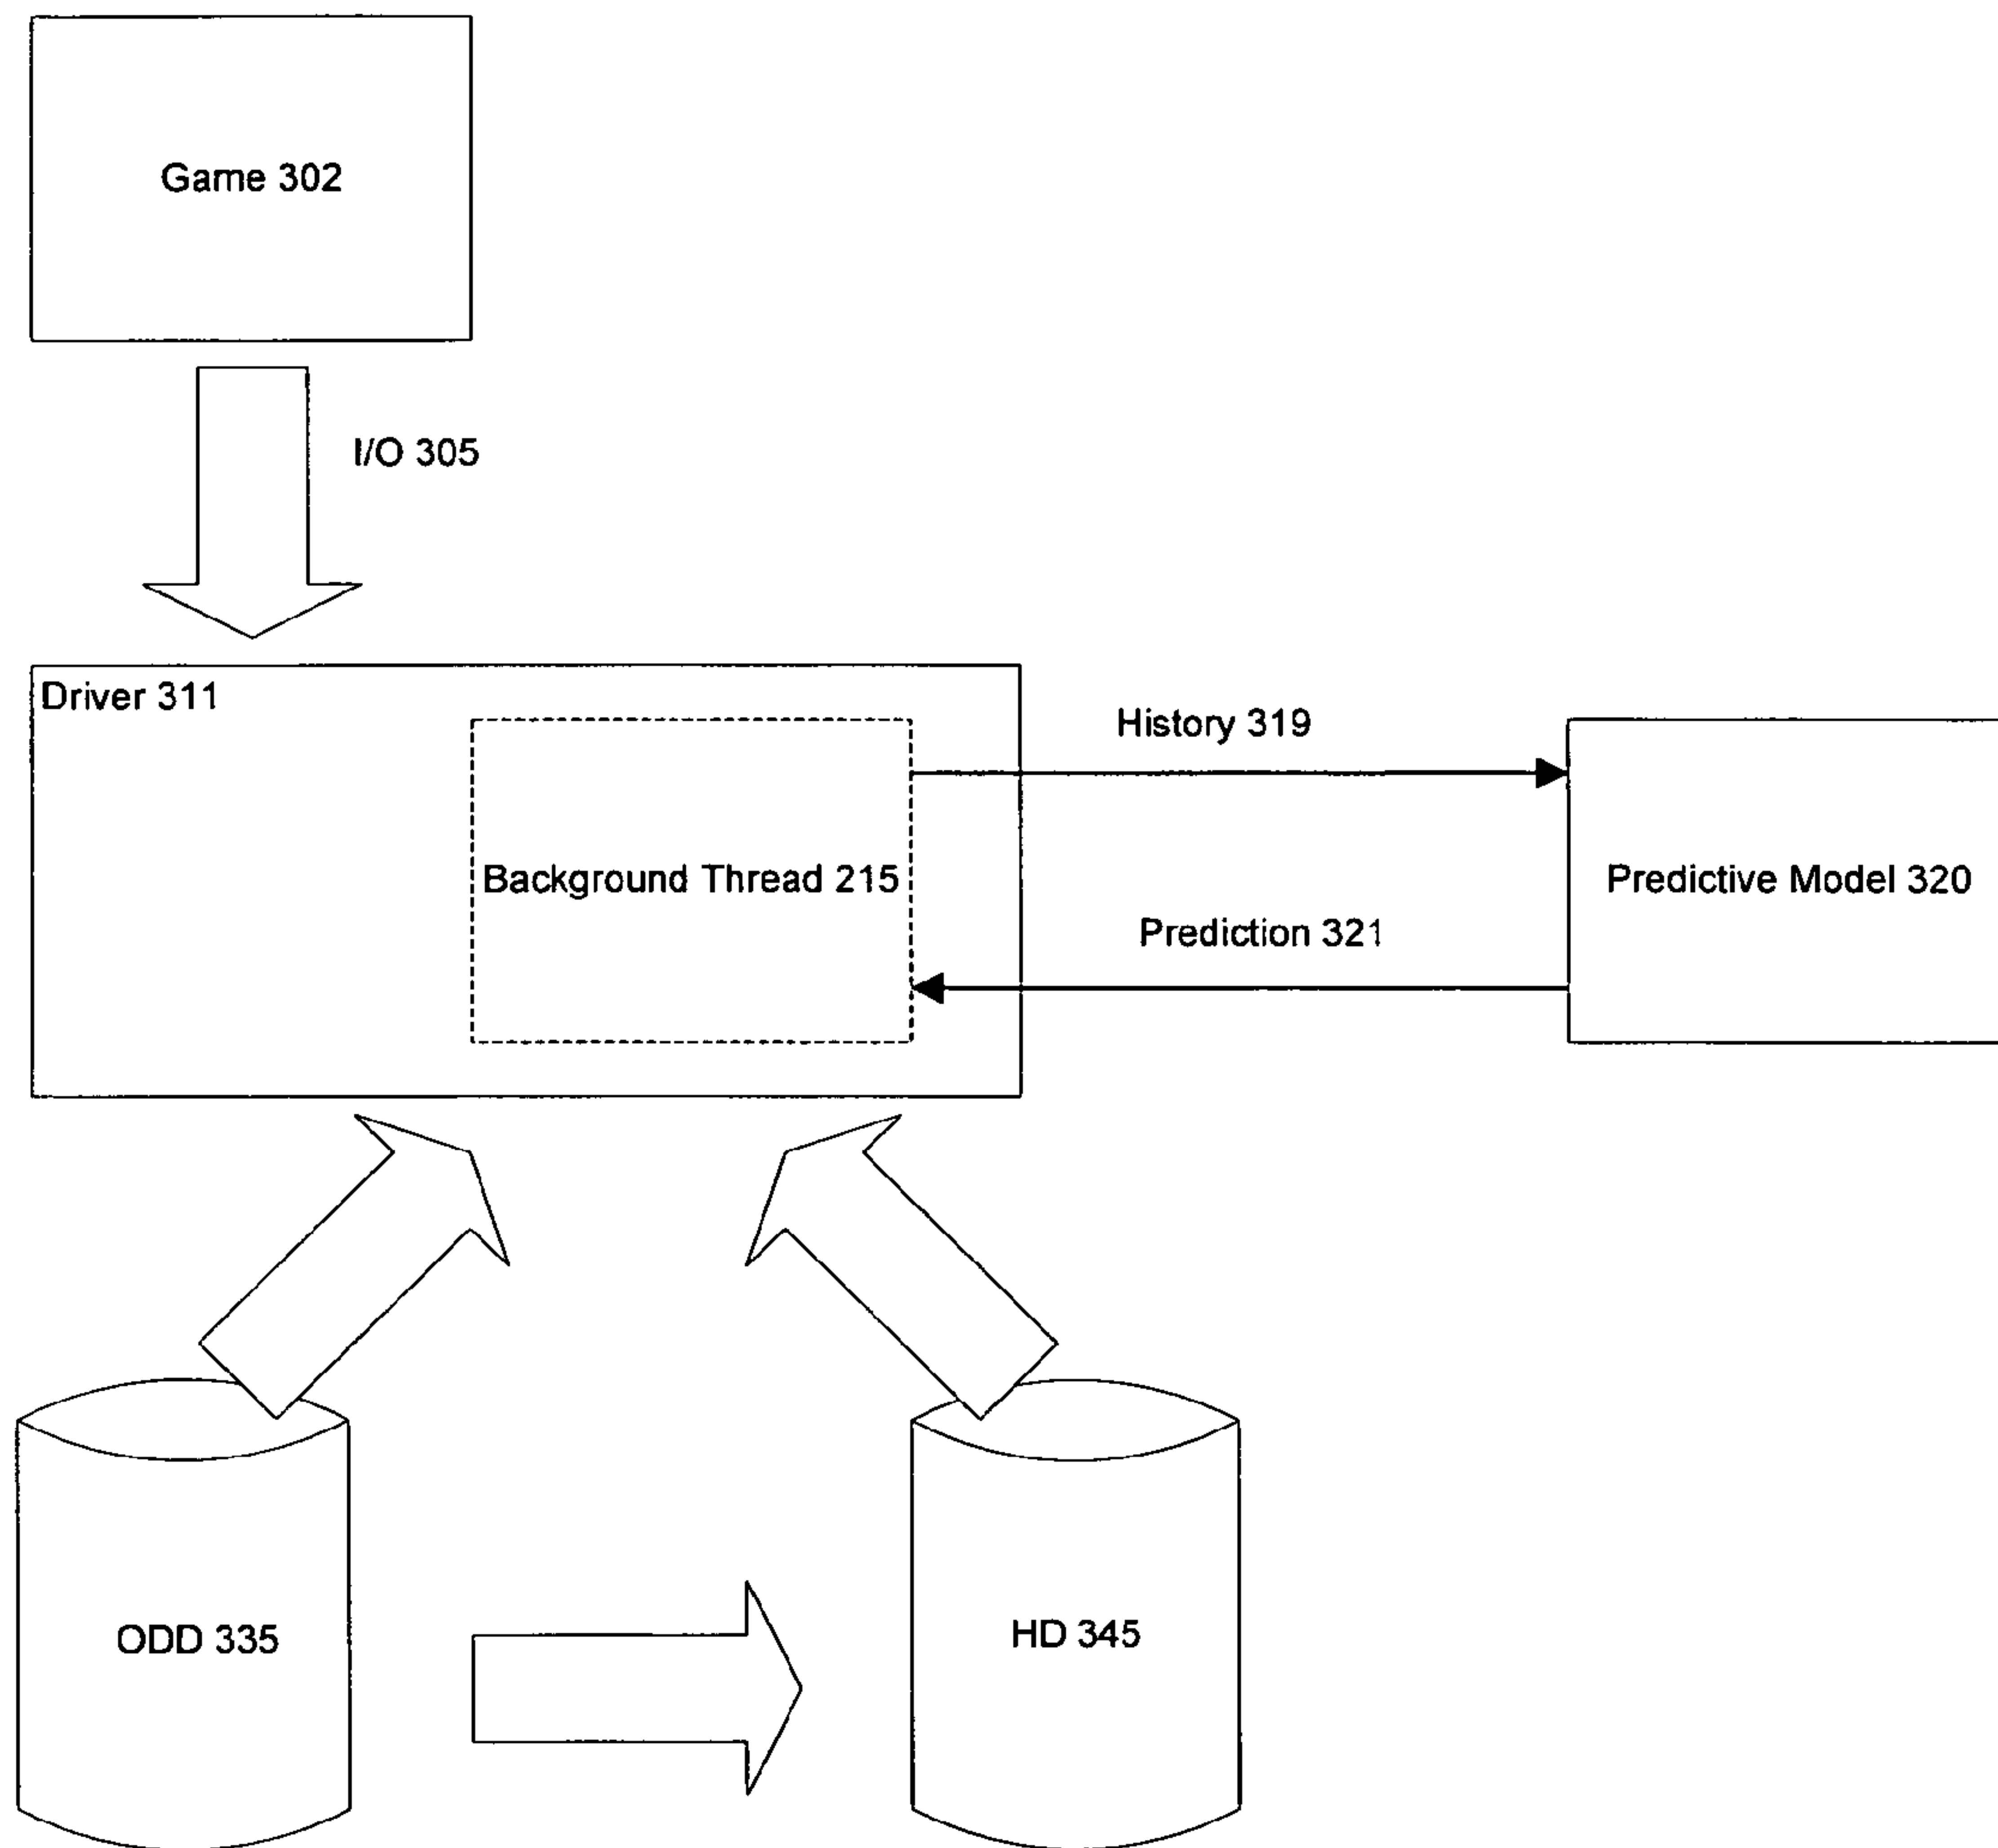 Game 302
I/O 305
Driver 311
History 319
Background Thread 215
Predictive Model 320
Prediction 321
ODD 335
HD 345